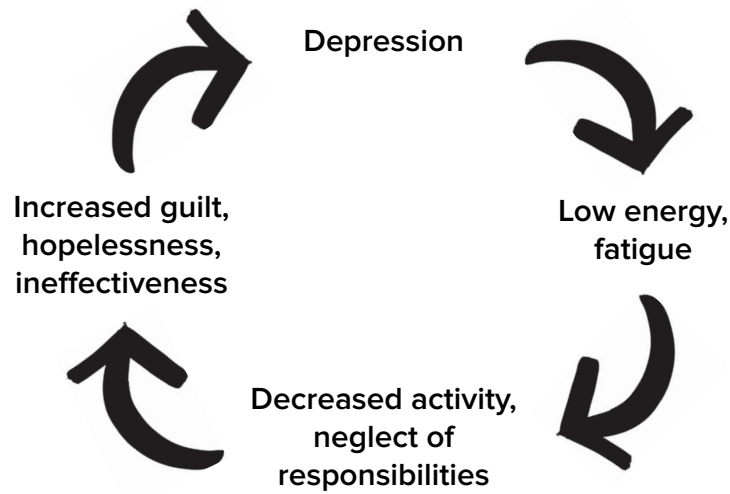 Depression
Low energy,
fatigue
Decreased activity,
neglect of
responsibilities
Increased guilt,
hopelessness,
ineffectiveness